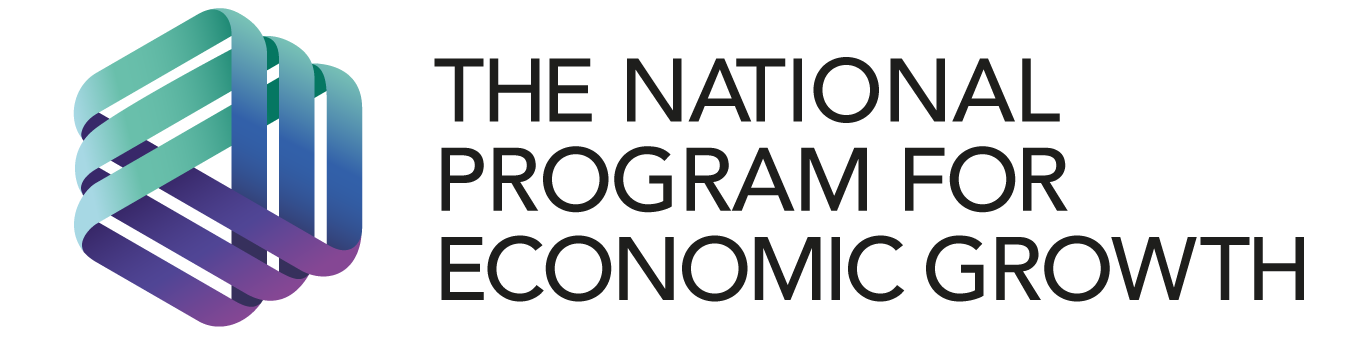 THE NATIONAL
PROGRAM FOR
ECONOMIC GROWTH